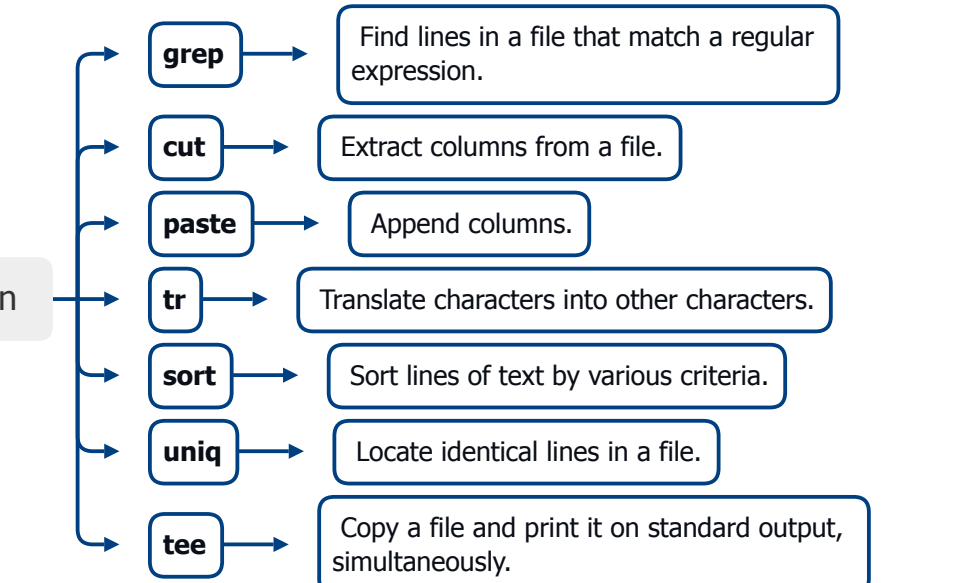 grep
Find lines in a file that match a regular
expression.
cut
Extract columns from a file.
paste
Append columns.
n
tr
Translate characters into other characters.
sort
Sort lines of text by various criteria.
uniq
Locate identical lines in a file.
tee
Copy a file and print it on standard output,
simultaneously.